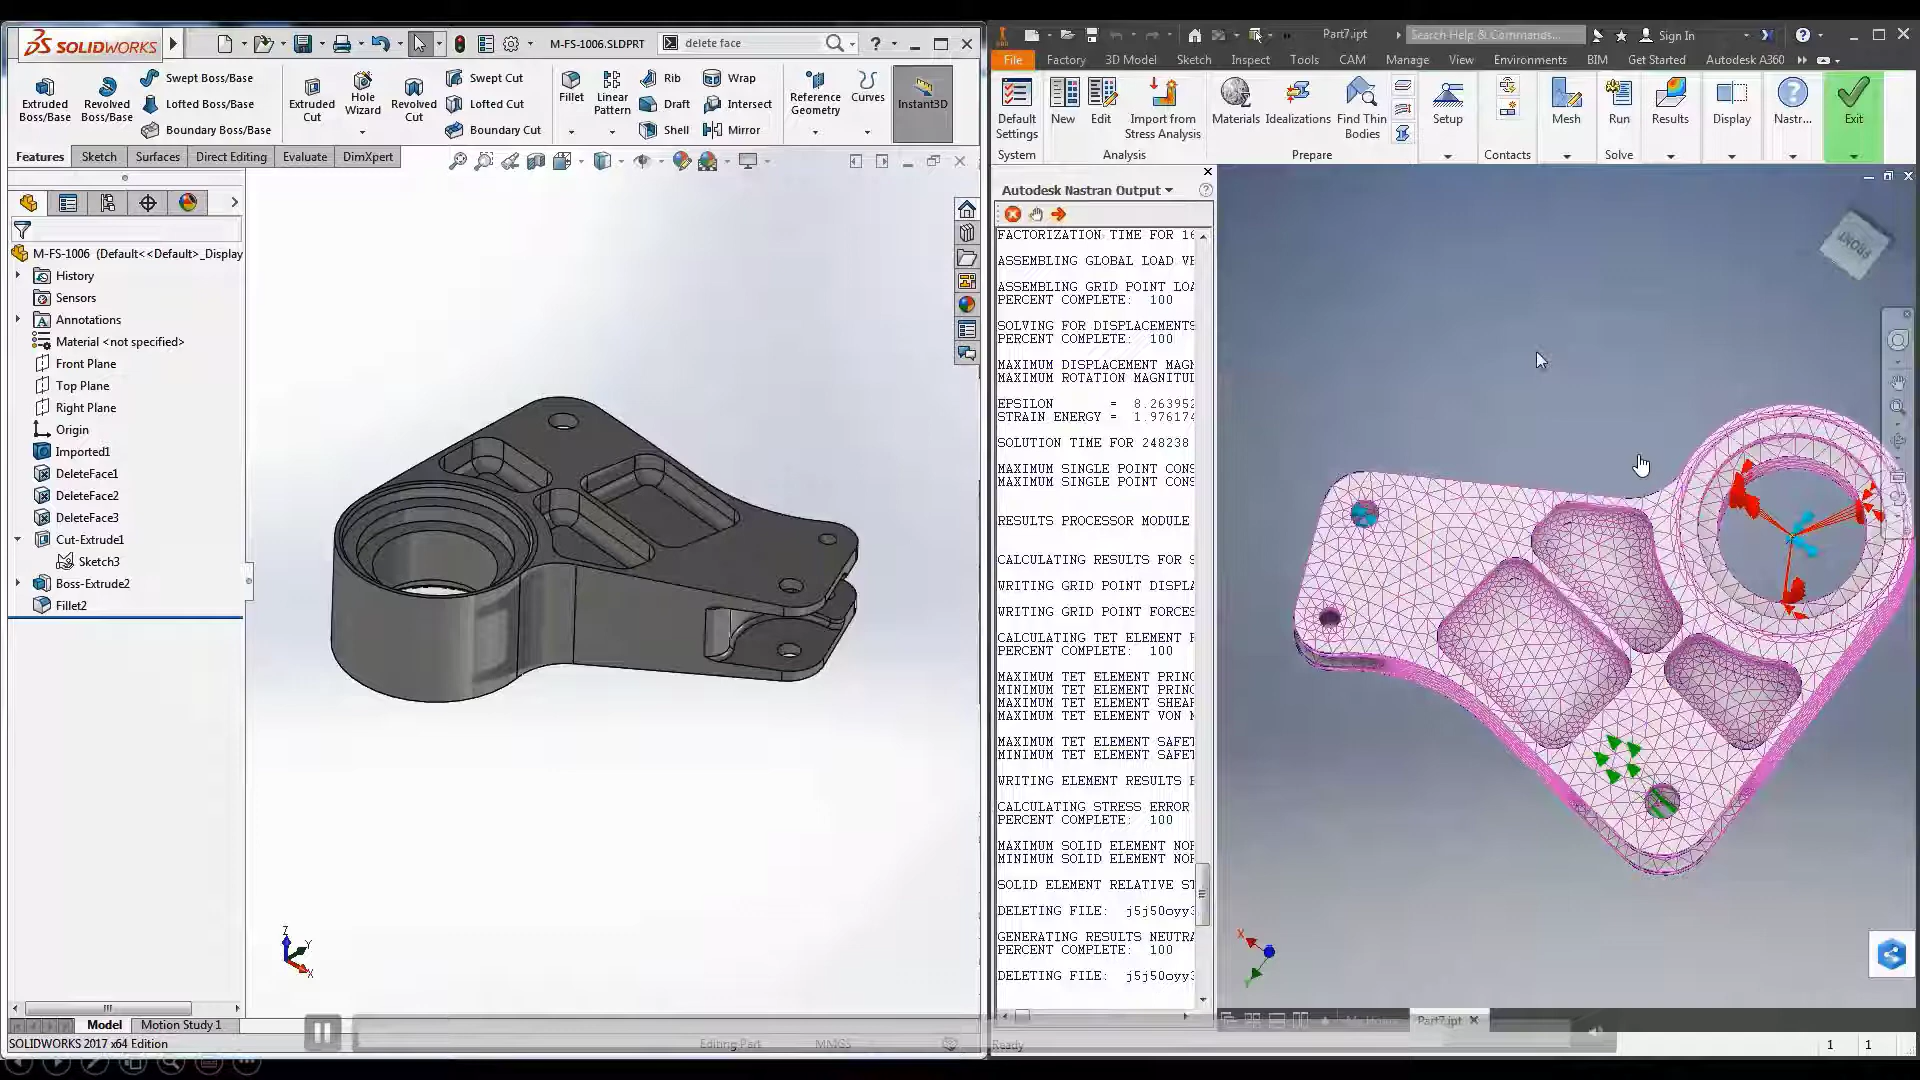 SOLIDWORKS
M-FS-1006.SLDPRT
delete face
Extruded Boss/Base
Revolved Boss/Base
Swept Boss/Base
Lofted Boss/Base
Boundary Boss/Base
Extruded Cut
Hole Wizard
Revolved Cut
Swept Cut
Lofted Cut
Boundary Cut
Fillet
Linear Pattern
Rib
Draft
Shell
Wrap
Intersect
Mirror
Reference Geometry
Curves
Instant3D
Features
Sketch
Surfaces
Direct Editing
Evaluate
DimXpert
M-FS-1006 (Default<<Default>_Display
History
Sensors
Annotations
Material <not specified>
Front Plane
Top Plane
Right Plane
Origin
Imported1
DeleteFace1
DeleteFace2
DeleteFace3
Cut-Extrude1
Sketch3
Boss-Extrude2
Fillet2
Z
Y
X
Model
Motion Study 1
SOLIDWORKS 2017 x64 Edition
Editing Part
MMGS
Part7.ipt
Search Help & Commands...
Sign In
File
Factory
3D Model
Sketch
Inspect
Tools
CAM
Manage
View
Environments
BIM
Get Started
Autodesk A360
Default Settings
New
Edit
Import from Stress Analysis
Materials
Idealizations
Find Thin Bodies
Setup
Mesh
Run
Results
Display
Nastr...
Exit
System
Analysis
Prepare
Contacts
Solve
Autodesk Nastran Output
FACTORIZATION TIME FOR 16
ASSEMBLING GLOBAL LOAD VE
ASSEMBLING GRID POINT LOA
PERCENT COMPLETE: 100
SOLVING FOR DISPLACEMENTS
PERCENT COMPLETE: 100
MAXIMUM DISPLACEMENT MAGN
MAXIMUM ROTATION MAGNITUD
EPSILON = 8.263952
STRAIN ENERGY = 1.976174
SOLUTION TIME FOR 248238
MAXIMUM SINGLE POINT CONS
MAXIMUM SINGLE POINT CONS
RESULTS PROCESSOR MODULE
CALCULATING RESULTS FOR S
WRITING GRID POINT DISPLA
WRITING GRID POINT FORCES
CALCULATING TET ELEMENT F
PERCENT COMPLETE: 100
MAXIMUM TET ELEMENT PRINC
MINIMUM TET ELEMENT PRINC
MAXIMUM TET ELEMENT SHEAR
MAXIMUM TET ELEMENT VON M
MAXIMUM TET ELEMENT SAFET
MINIMUM TET ELEMENT SAFET
WRITING ELEMENT RESULTS F
CALCULATING STRESS ERROR
PERCENT COMPLETE: 100
MAXIMUM SOLID ELEMENT NOR
MINIMUM SOLID ELEMENT NOR
SOLID ELEMENT RELATIVE ST
DELETING FILE: j5j50oyy3
GENERATING RESULTS NEUTRA
PERCENT COMPLETE: 100
DELETING FILE: j5j50oyy3
FRONT
X
Y
Part7.ipt
Ready
1
1